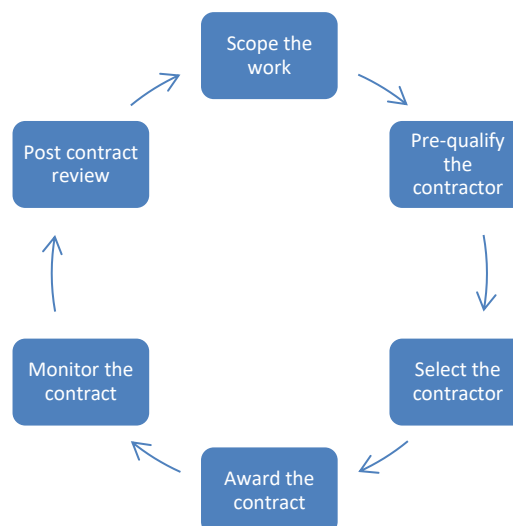 Scope the
work
Pre-qualify
the
contractor
Select the
contractor
Award the
contract
Monitor the
contract
Post contract
review